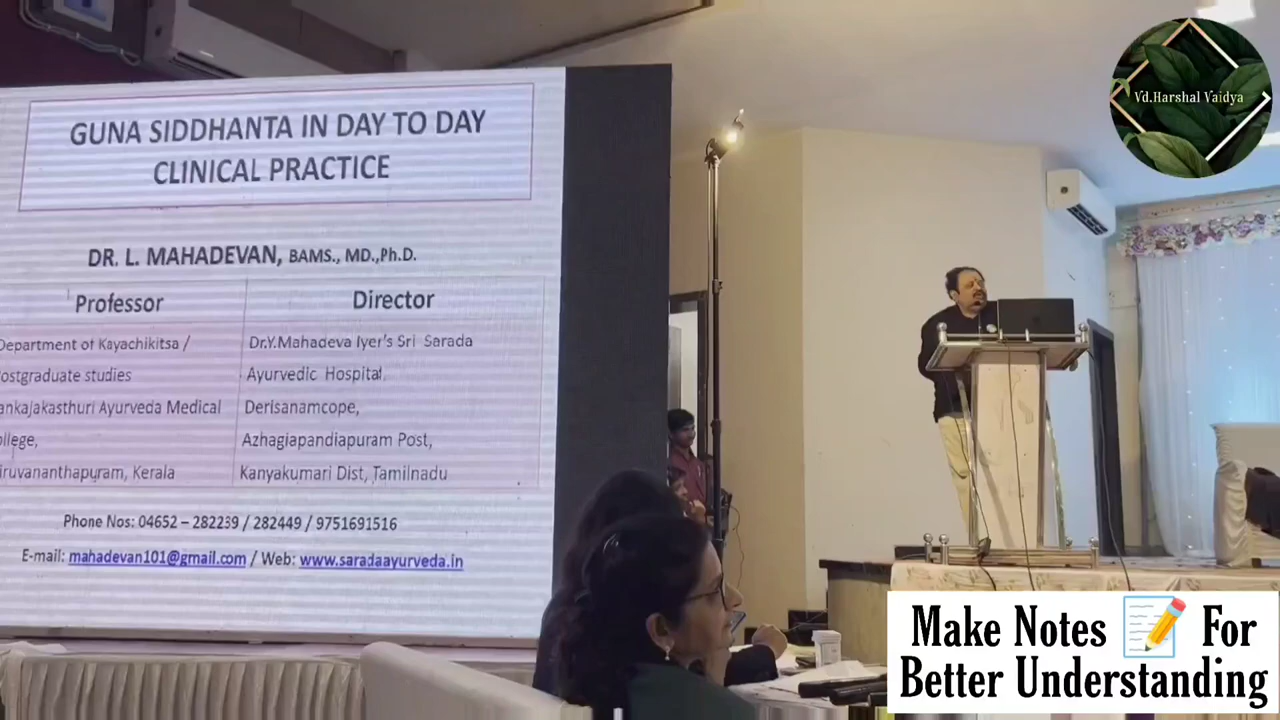 GUNA SIDDHANTA IN DAY TO DAY
CLINICAL PRACTICE
DR. L. MAHADEVAN, BAMS., MD.,Ph.D.
Professor
Department of Kayachikitsa /
ostgraduate studies
ankajakasthuri Ayurveda Medical
ollege,
iruvananthapuram, Kerala
Director
Dr.Y.Mahadeva Iyer's Sri Sarada
Ayurvedic Hospital,
Derisanamcope,
Azhagiapandiapuram Post,
Kanyakumari Dist, Tamilnadu
Phone Nos: 04652 – 282239 / 282449 / 9751691516
E-mail: mahadevan101@gmail.com / Web: www.saradaayurveda.in
Vd.Harshal Vaidya
Make Notes 📝 For
Better Understanding